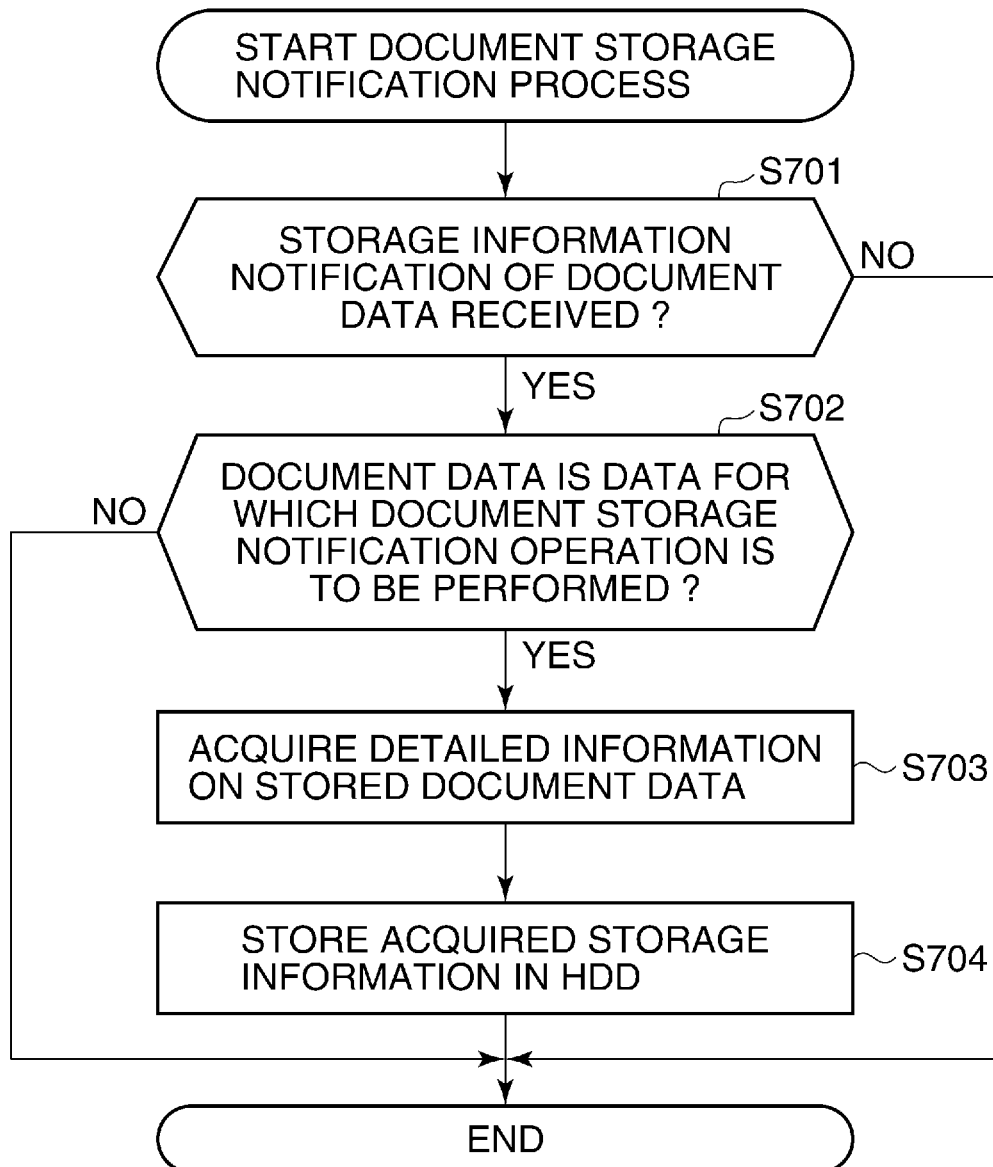 START DOCUMENT STORAGE
NOTIFICATION PROCESS
S701
STORAGE INFORMATION
NOTIFICATION OF DOCUMENT
DATA RECEIVED ?
NO
YES
S702
DOCUMENT DATA IS DATA FOR
WHICH DOCUMENT STORAGE
NOTIFICATION OPERATION IS
TO BE PERFORMED ?
NO
YES
ACQUIRE DETAILED INFORMATION
ON STORED DOCUMENT DATA
S703
STORE ACQUIRED STORAGE
INFORMATION IN HDD
S704
END